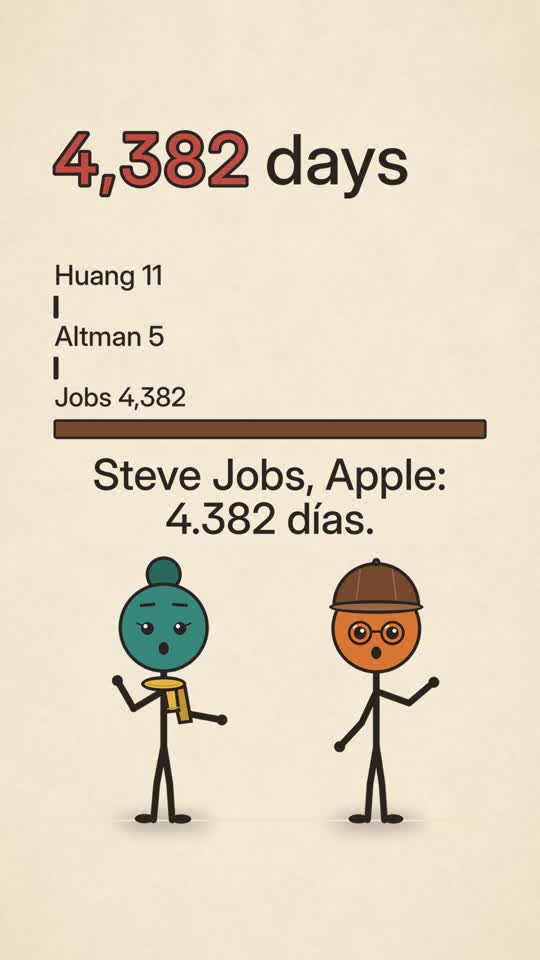 4,382 days
Huang 11
Altman 5
Jobs 4,382
Steve Jobs, Apple:
4.382 días.